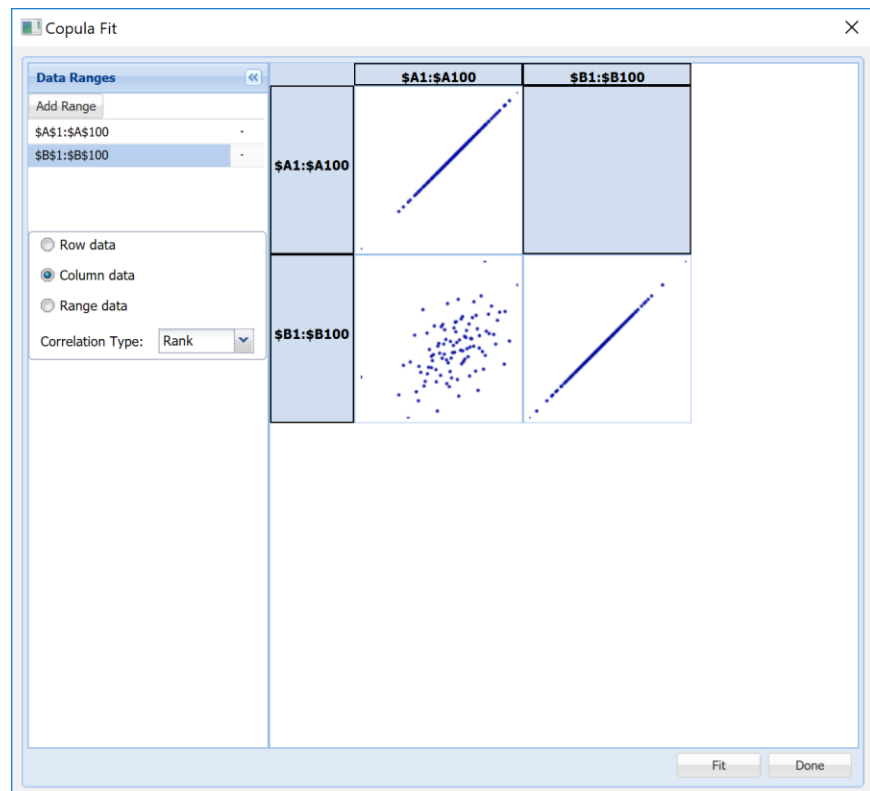 Copula Fit
Data Ranges
Add Range
$A$1:$A$100 -
$B$1:$B$100 -
Row data
Column data
Range data
Correlation Type: Rank
$A1:$A100 $B1:$B100
$A1:$A100
$B1:$B100
Fit Done